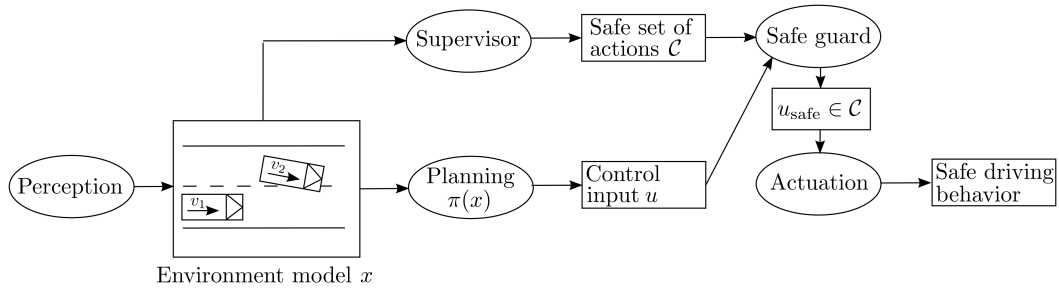 Supervisor
Safe set of
actions 𝒞
Safe guard
u_safe ∈ 𝒞
Perception
v_2
v_1
Environment model x
Planning
π(x)
Control
input u
Actuation
Safe driving
behavior